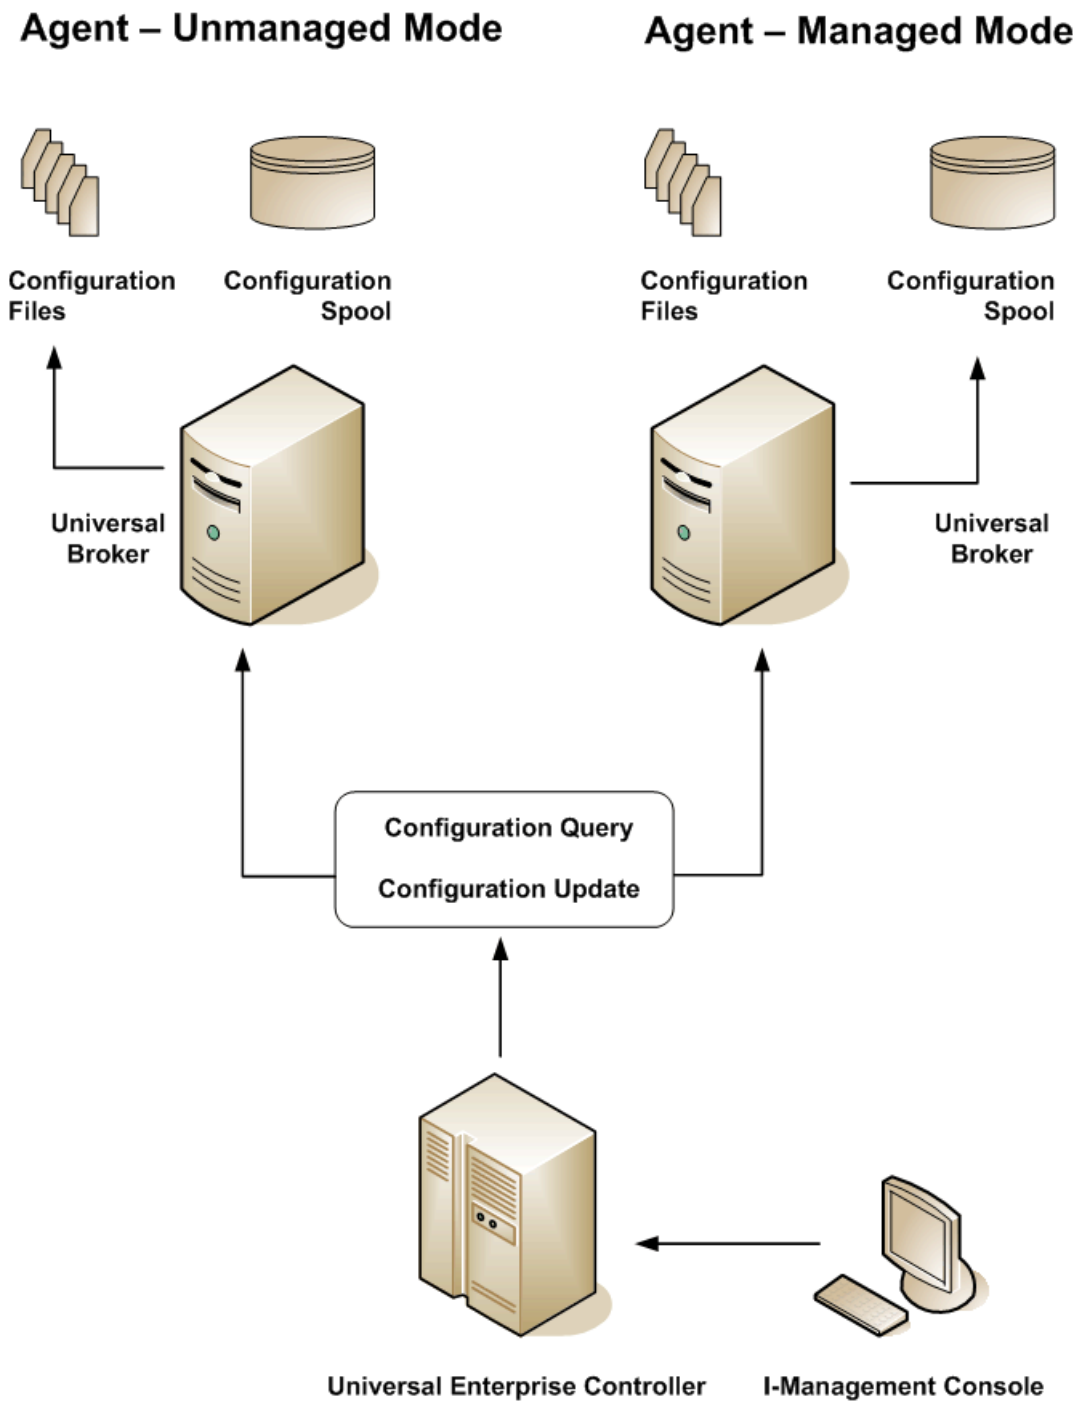 Agent – Unmanaged Mode
Agent – Managed Mode
Configuration
Files
Configuration
Spool
Configuration
Files
Configuration
Spool
Universal
Broker
Universal
Broker
Configuration Query
Configuration Update
Universal Enterprise Controller
I-Management Console